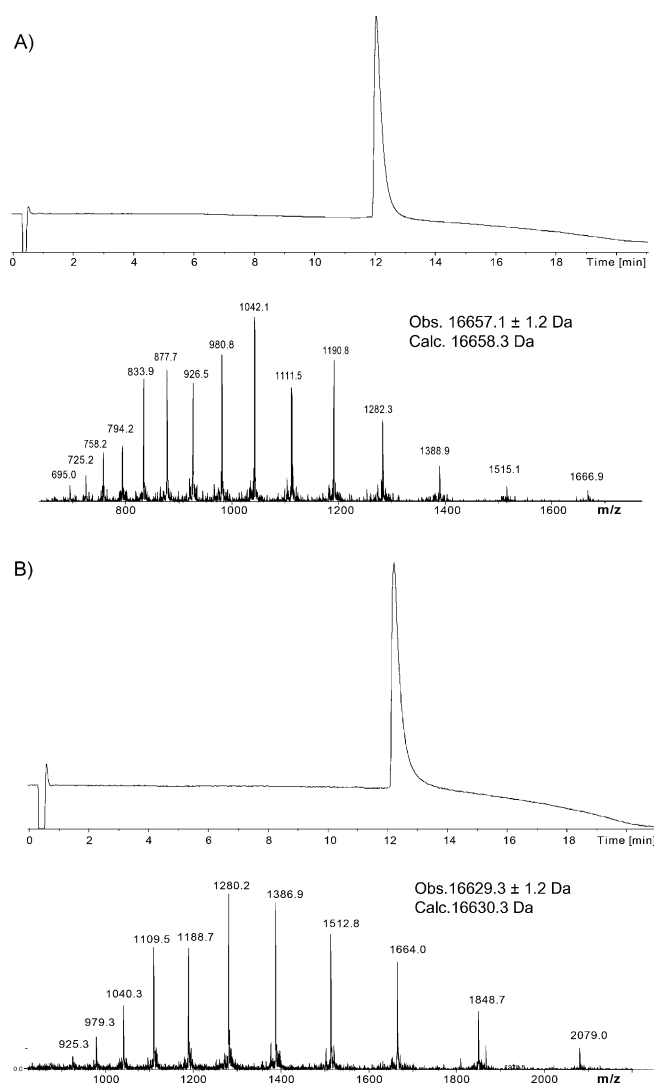 A)
0 2 4 6 8 10 12 14 16 18 Time [min]
1042.1
Obs. 16657.1 ± 1.2 Da
Calc. 16658.3 Da
980.8
1190.8
877.7
833.9
926.5
1111.5
1282.3
794.2
758.2
725.2
695.0
1388.9
1515.1
1666.9
800 1000 1200 1400 1600 m/z
B)
0 2 4 6 8 10 12 14 16 18 Time [min]
1280.2
Obs.16629.3 ± 1.2 Da
Calc.16630.3 Da
1386.9
1512.8
1109.5
1188.7
1664.0
1040.3
1848.7
979.3
925.3
2079.0
0.0
1000 1200 1400 1600 1800 2000 m/z